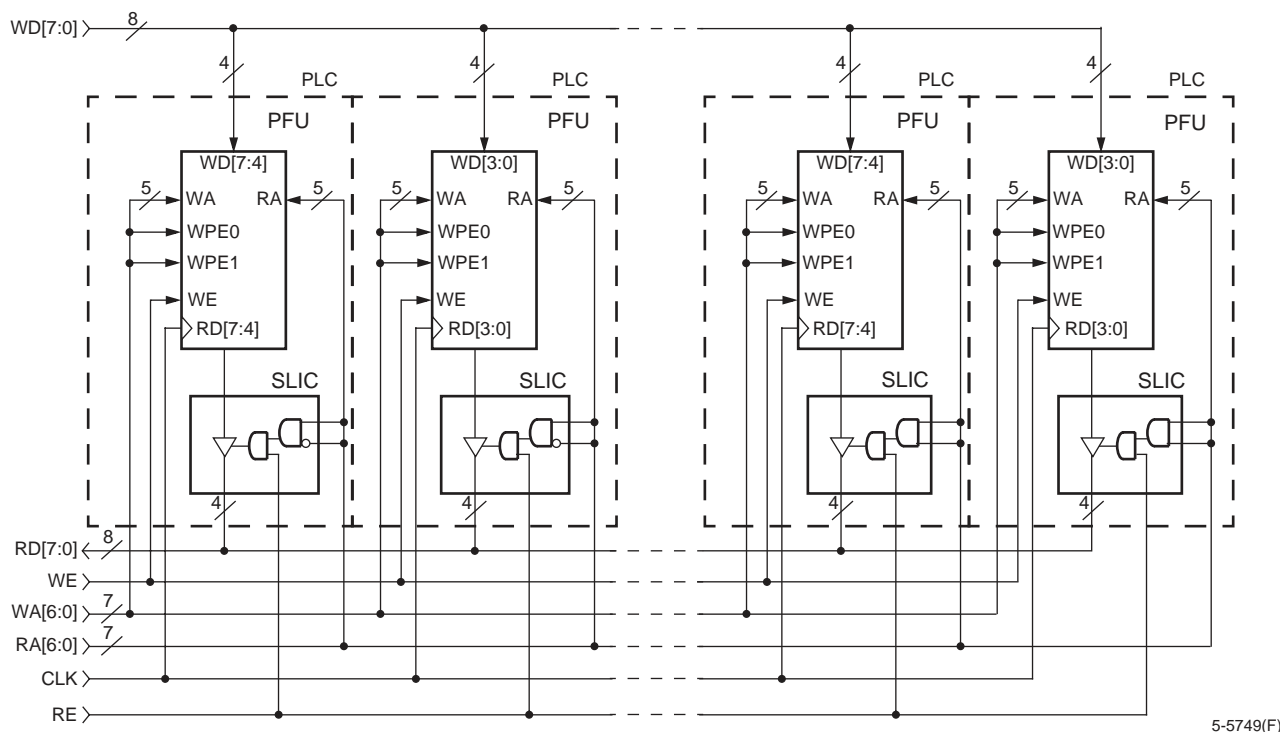 WD[7:0] 8
4 4 4 4
PLC PLC PLC PLC
PFU PFU PFU PFU
WD[7:4] WD[3:0] WD[7:4] WD[3:0]
5 WA RA 5 5 WA RA 5 5 WA RA 5 5 WA RA 5
WPE0 WPE0 WPE0 WPE0
WPE1 WPE1 WPE1 WPE1
WE WE WE WE
RD[7:4] RD[3:0] RD[7:4] RD[3:0]
SLIC SLIC SLIC SLIC
4 4 4 4
RD[7:0] 8
WE
WA[6:0] 7
RA[6:0] 7
CLK
RE
5-5749(F)